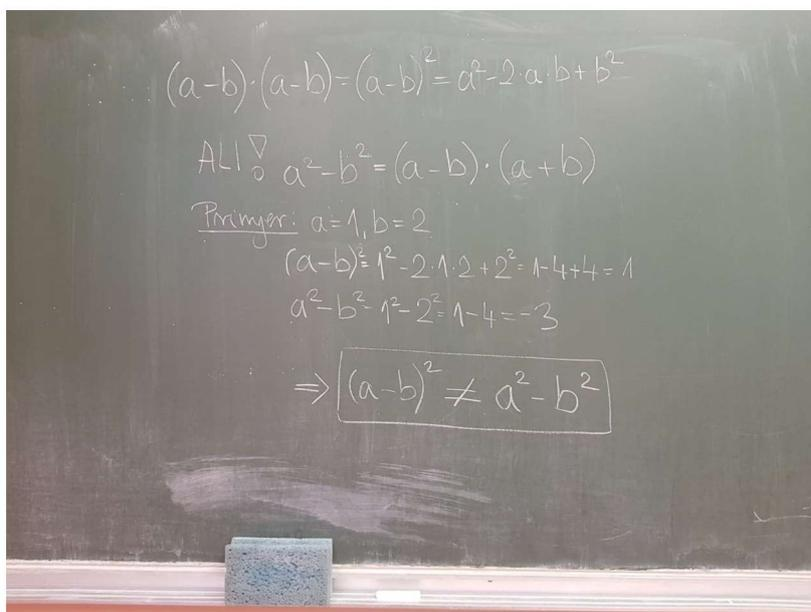 (a-b)·(a-b)=(a-b)²=a²-2·a·b+b²
ALI! a²-b²=(a-b)·(a+b)
Primjer: a=1, b=2
(a-b)²=1²-2·1·2+2²=1-4+4=1
a²-b²=1²-2²=1-4=-3
⇒ (a-b)² ≠ a²-b²